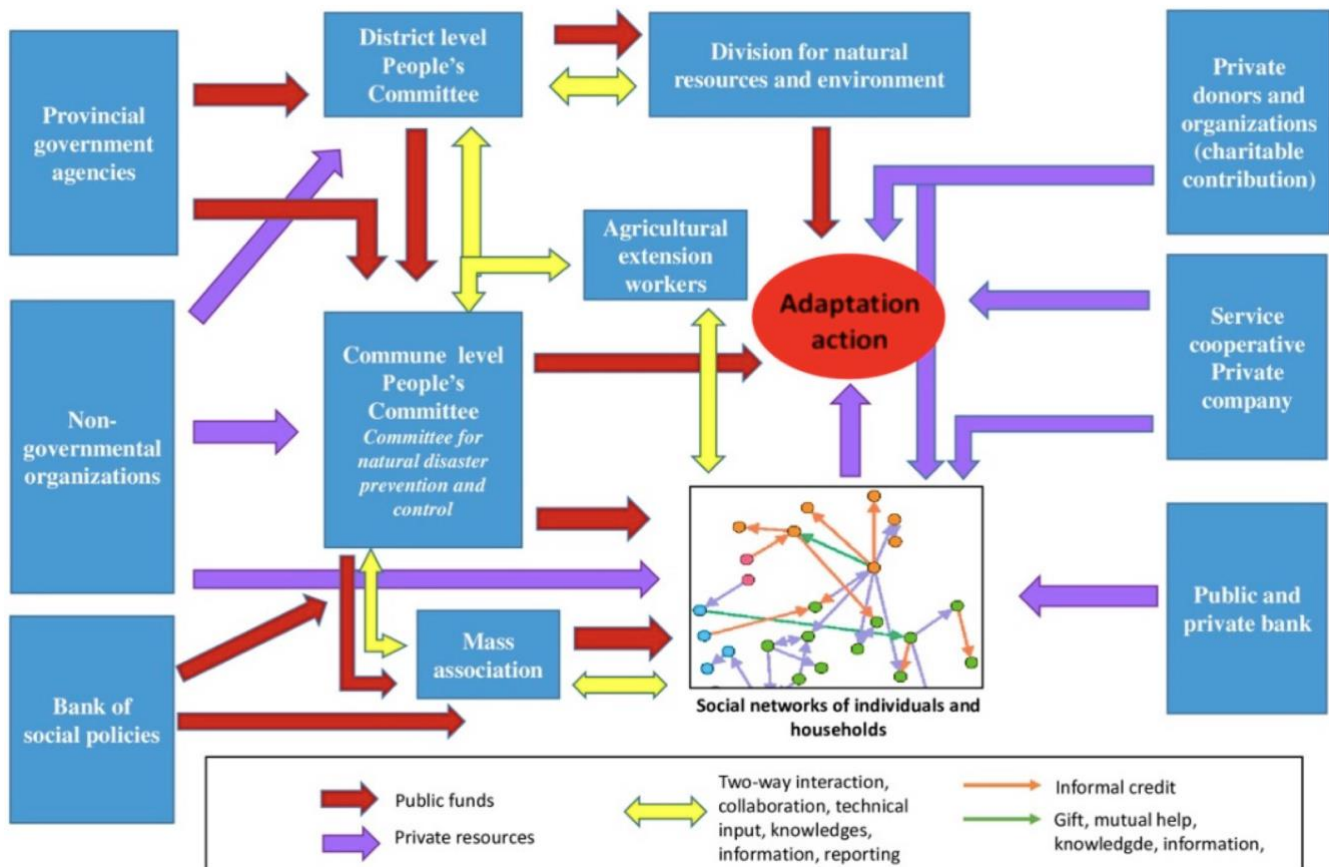 District level
People's
Committee
Division for natural
resources and environment
Private
donors and
organizations
(charitable
contribution)
Provincial
government
agencies
Agricultural
extension
workers
Adaptation
action
Service
cooperative
Private
company
Commune level
People's
Committee
Committee for
natural disaster
prevention and
control
Non-
governmental
organizations
Public and
private bank
Mass
association
Bank of
social policies
Social networks of individuals and
households
Public funds
Private resources
Two-way interaction,
collaboration, technical
input, knowledges,
information, reporting
Informal credit
Gift, mutual help,
knowledgde, information,